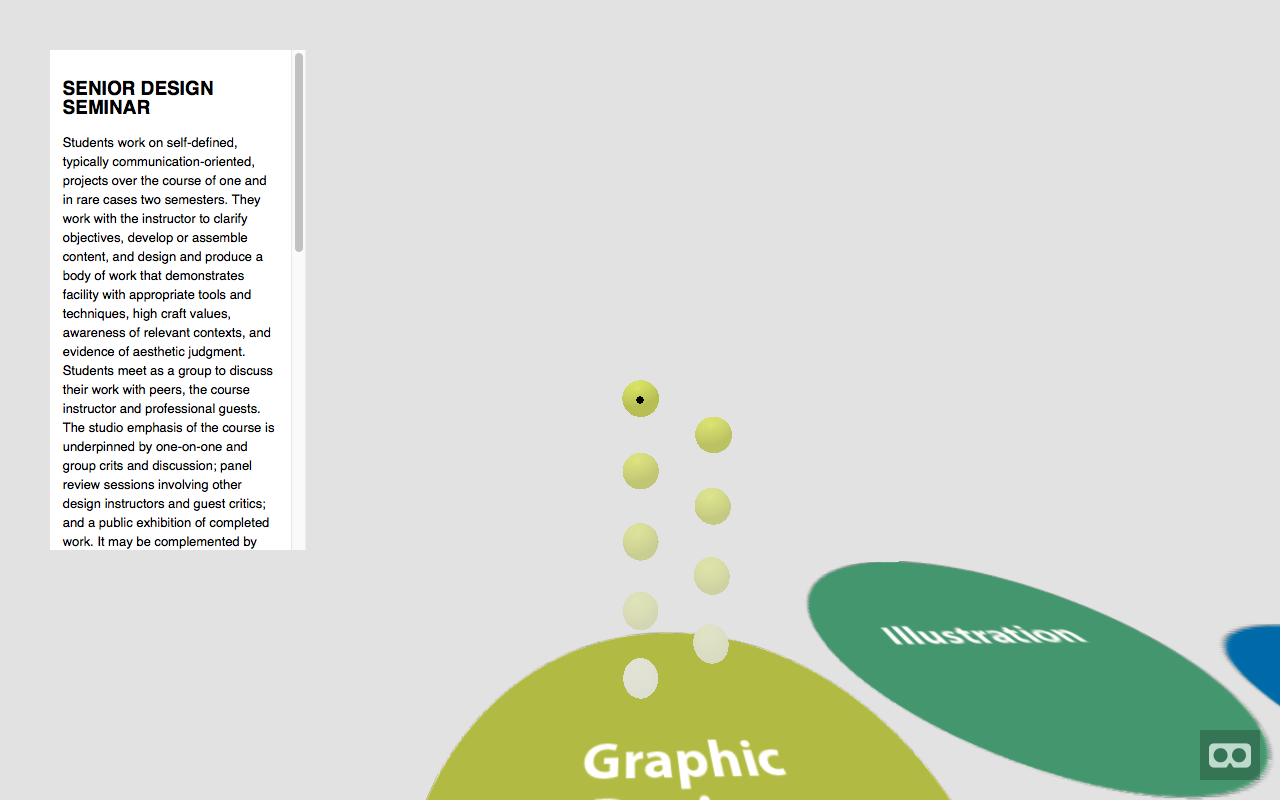 SENIOR DESIGN
SEMINAR
Students work on self-defined,
typically communication-oriented,
projects over the course of one and
in rare cases two semesters. They
work with the instructor to clarify
objectives, develop or assemble
content, and design and produce a
body of work that demonstrates
facility with appropriate tools and
techniques, high craft values,
awareness of relevant contexts, and
evidence of aesthetic judgment.
Students meet as a group to discuss
their work with peers, the course
instructor and professional guests.
The studio emphasis of the course is
underpinned by one-on-one and
group crits and discussion; panel
review sessions involving other
design instructors and guest critics;
and a public exhibition of completed
work. It may be complemented by
Illustration
Graphic